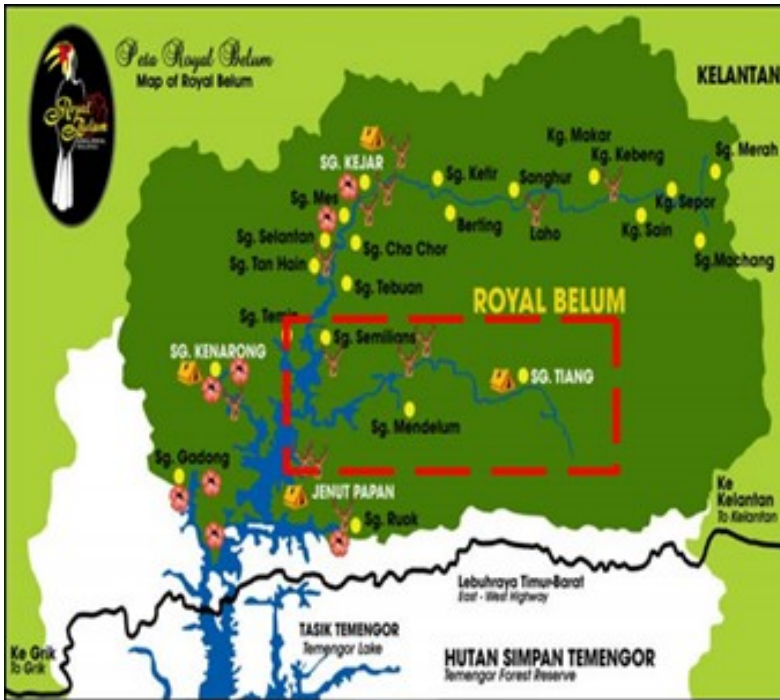 Peta Royal Belum
Map of Royal Belum
Royal
Belum
KELANTAN
Kg. Makar
Kg. Kebeng
Sg. Merah
SG. KEJAR
Sg. Ketir
Sanghur
Sg. Mes
Kg. Sepor
Berting
Laho
Kg. Sain
Sg. Selantan
Sg. Cha Chor
Sg. Machang
Sg. Tan Hain
Sg. Tebuan
ROYAL BELUM
Sg. Temin
Sg. Semilians
SG. KENARONG
SG. TIANG
Sg. Mendelum
Sg. Gadong
JENUT PAPAN
Sg. Ruok
Ke
Kelantan
To Kelantan
Lebuhraya Timur-Barat
East - West Highway
TASIK TEMENGOR
Temengor Lake
Ke Grik
To Grik
HUTAN SIMPAN TEMENGOR
Temengor Forest Reserve